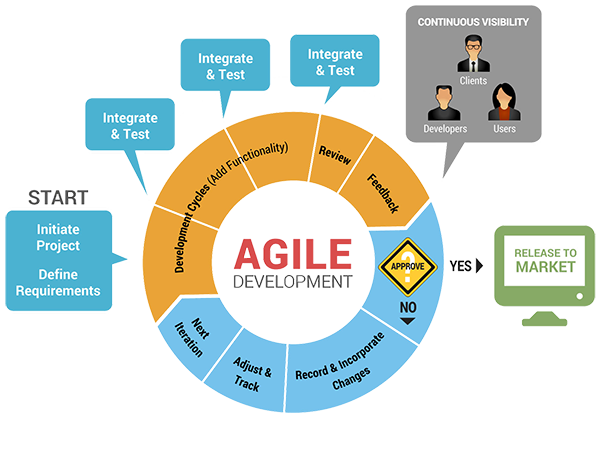 START
Initiate
Project
Define
Requirements
Integrate
& Test
Integrate
& Test
Integrate
& Test
CONTINUOUS VISIBILITY
Clients
Developers
Users
Development Cycles (Add Functionality)
Review
Feedback
APPROVE
?
YES
NO
RELEASE TO
MARKET
Record & Incorporate
Changes
Adjust &
Track
Next
Iteration
AGILE
DEVELOPMENT